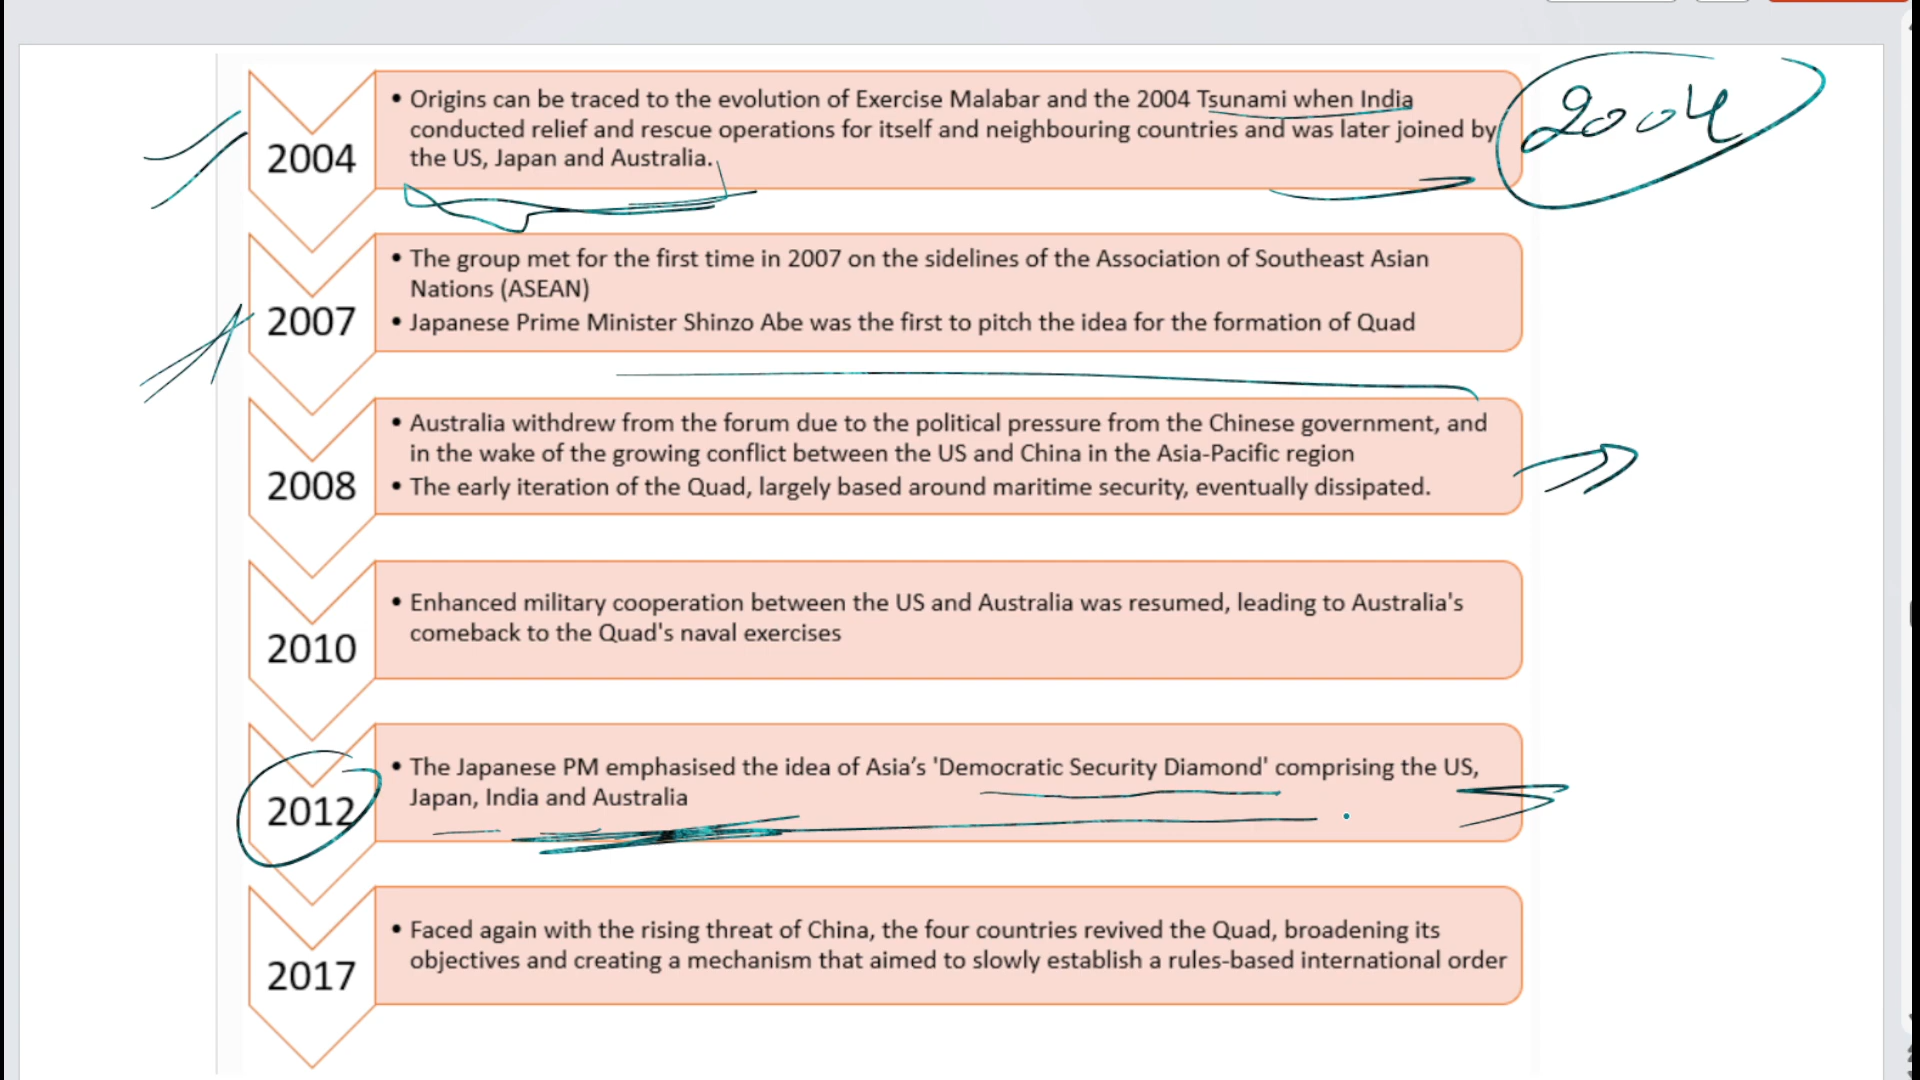 2004
• Origins can be traced to the evolution of Exercise Malabar and the 2004 Tsunami when India
conducted relief and rescue operations for itself and neighbouring countries and was later joined by
the US, Japan and Australia.
2004
2007
• The group met for the first time in 2007 on the sidelines of the Association of Southeast Asian
Nations (ASEAN)
• Japanese Prime Minister Shinzo Abe was the first to pitch the idea for the formation of Quad
2008
• Australia withdrew from the forum due to the political pressure from the Chinese government, and
in the wake of the growing conflict between the US and China in the Asia-Pacific region
• The early iteration of the Quad, largely based around maritime security, eventually dissipated.
2010
• Enhanced military cooperation between the US and Australia was resumed, leading to Australia's
comeback to the Quad's naval exercises
2012
• The Japanese PM emphasised the idea of Asia’s 'Democratic Security Diamond' comprising the US,
Japan, India and Australia
2017
• Faced again with the rising threat of China, the four countries revived the Quad, broadening its
objectives and creating a mechanism that aimed to slowly establish a rules-based international order